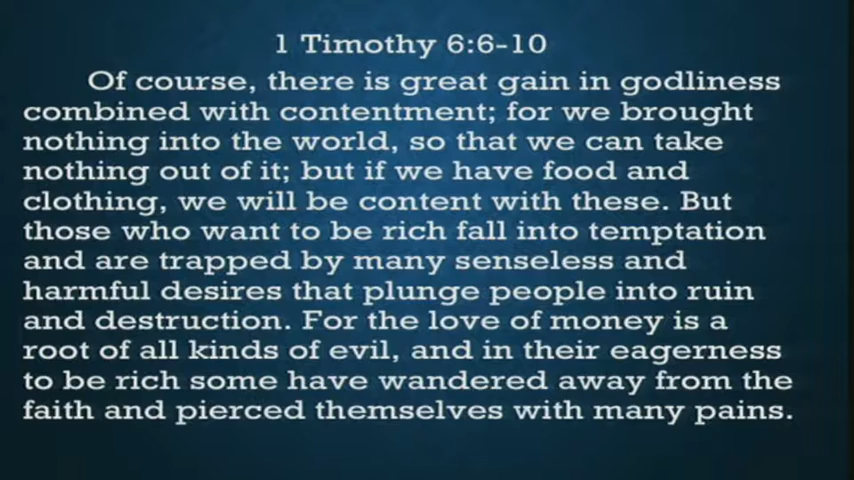 1 Timothy 6:6-10
Of course, there is great gain in godliness
combined with contentment; for we brought
nothing into the world, so that we can take
nothing out of it; but if we have food and
clothing, we will be content with these. But
those who want to be rich fall into temptation
and are trapped by many senseless and
harmful desires that plunge people into ruin
and destruction. For the love of money is a
root of all kinds of evil, and in their eagerness
to be rich some have wandered away from the
faith and pierced themselves with many pains.